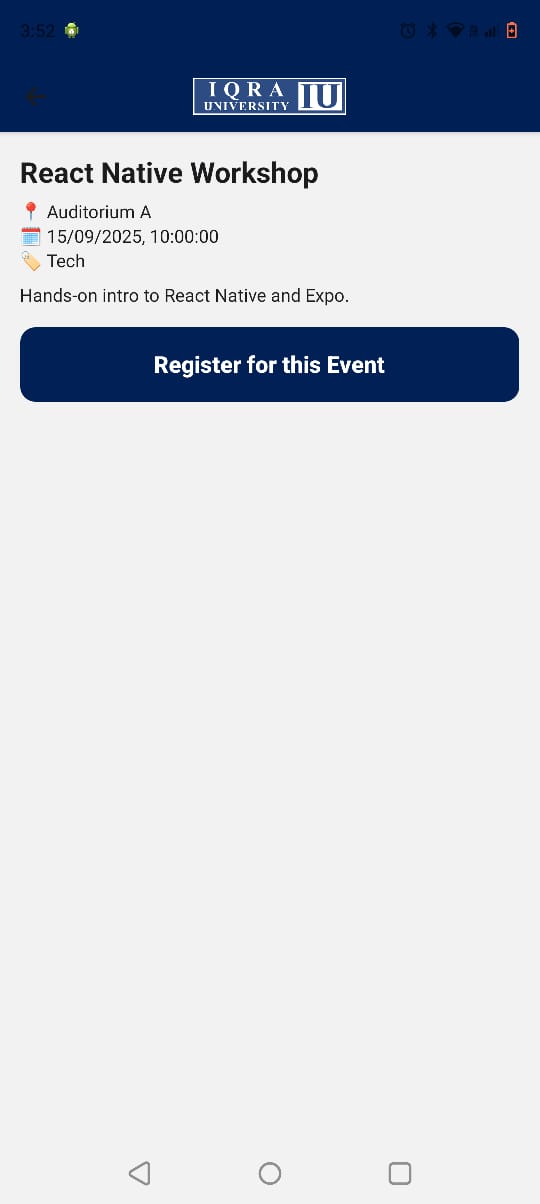 3:52
IQRA
UNIVERSITY IU
React Native Workshop
Auditorium A
15/09/2025, 10:00:00
Tech
Hands-on intro to React Native and Expo.
Register for this Event